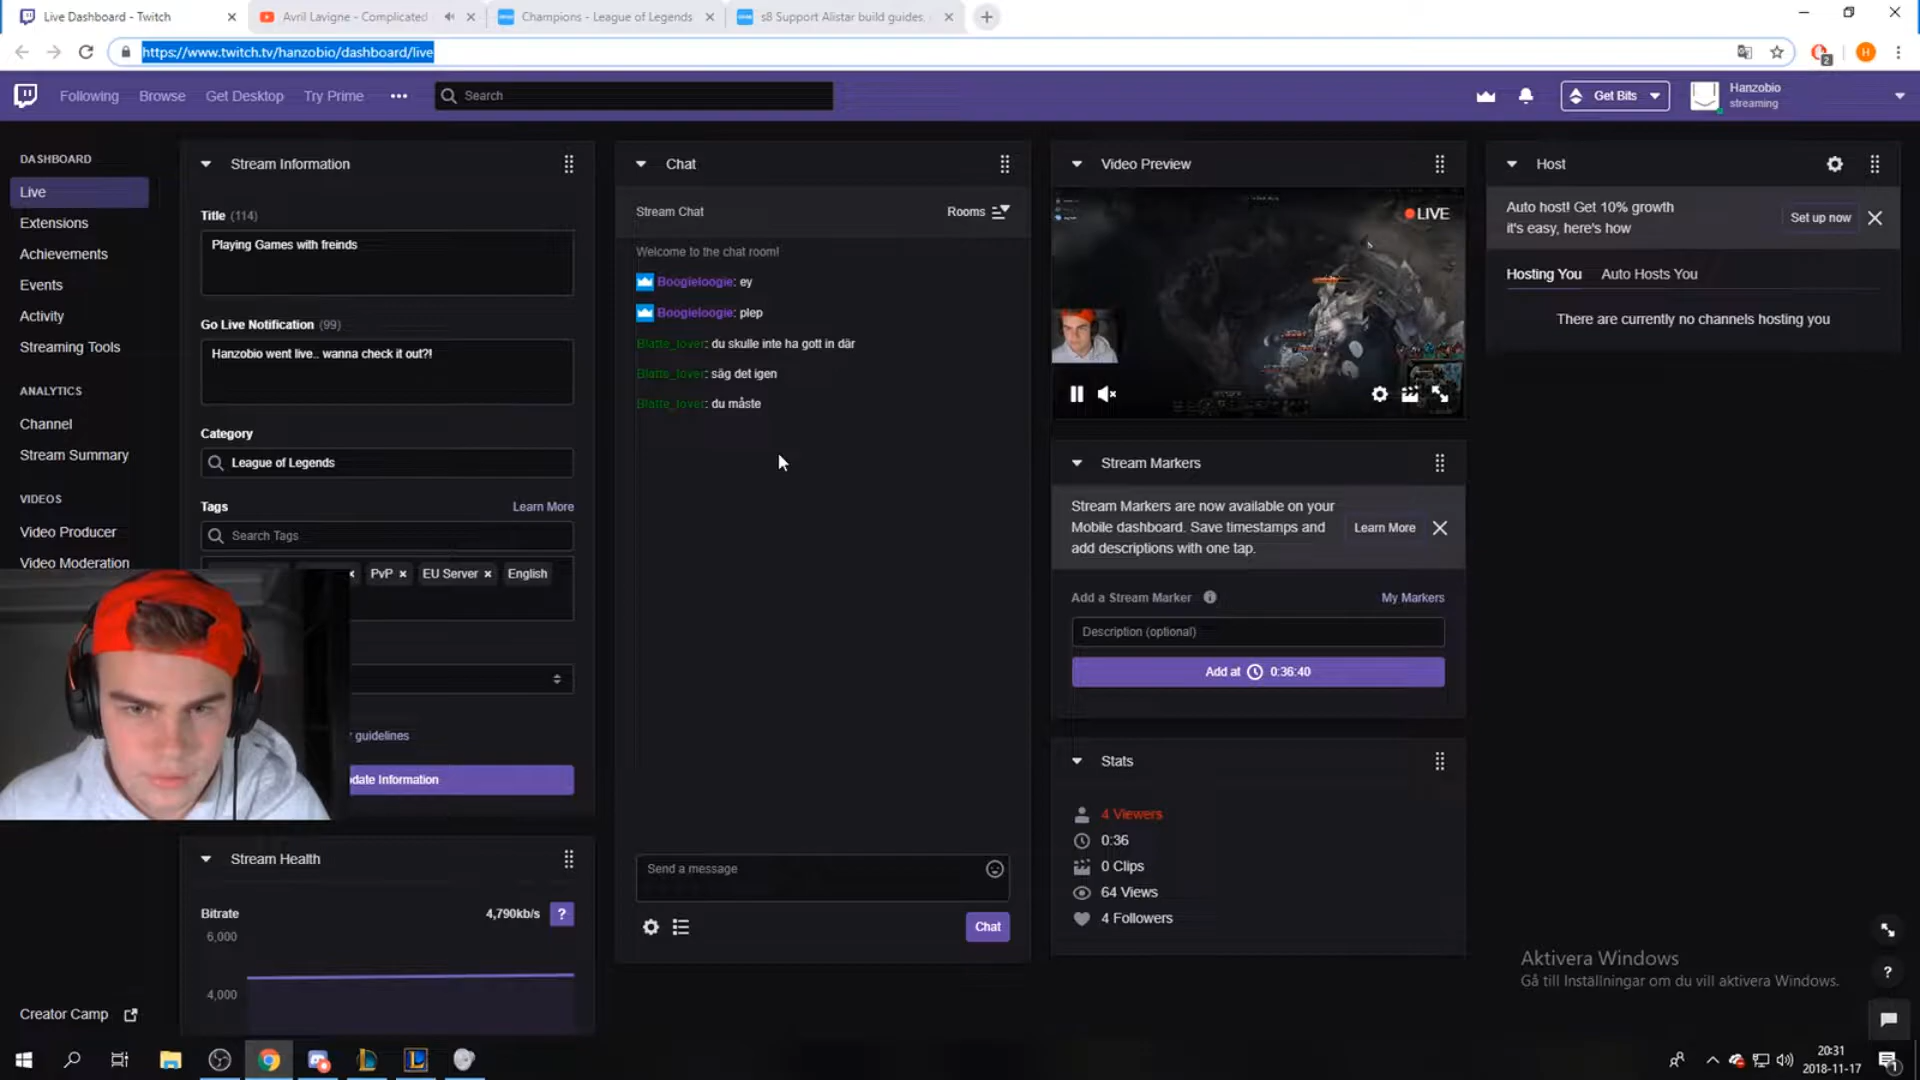 Live Dashboard - Twitch
Avril Lavigne - Complicated
Champions - League of Legends
s8 Support Alistar build guides,
https://www.twitch.tv/hanzobio/dashboard/live
2
H
Following
Browse
Get Desktop
Try Prime
Search
Get Bits
Hanzobio
streaming
DASHBOARD
Live
Extensions
Achievements
Events
Activity
Streaming Tools
ANALYTICS
Channel
Stream Summary
VIDEOS
Video Producer
Video Moderation
Creator Camp
Stream Information
Title (114)
Playing Games with freinds
Go Live Notification (99)
Hanzobio went live.. wanna check it out?!
Category
League of Legends
Tags
Learn More
Search Tags
PvP
EU Server
English
guidelines
date Information
Stream Health
Bitrate
4,790kb/s
?
6,000
4,000
Chat
Stream Chat
Rooms
Welcome to the chat room!
Boogieloogie: ey
Boogieloogie: plep
Blatte_lover: du skulle inte ha gott in där
Blatte_lover: säg det igen
Blatte_lover: du måste
Send a message
Chat
Video Preview
LIVE
Stream Markers
Stream Markers are now available on your
Mobile dashboard. Save timestamps and
add descriptions with one tap.
Learn More
Add a Stream Marker
My Markers
Description (optional)
Add at 0:36:40
Stats
4 Viewers
0:36
0 Clips
64 Views
4 Followers
Host
Auto host! Get 10% growth
it's easy, here's how
Set up now
Hosting You
Auto Hosts You
There are currently no channels hosting you
Aktivera Windows
Gå till Inställningar om du vill aktivera Windows.
?
20:31
2018-11-17
1